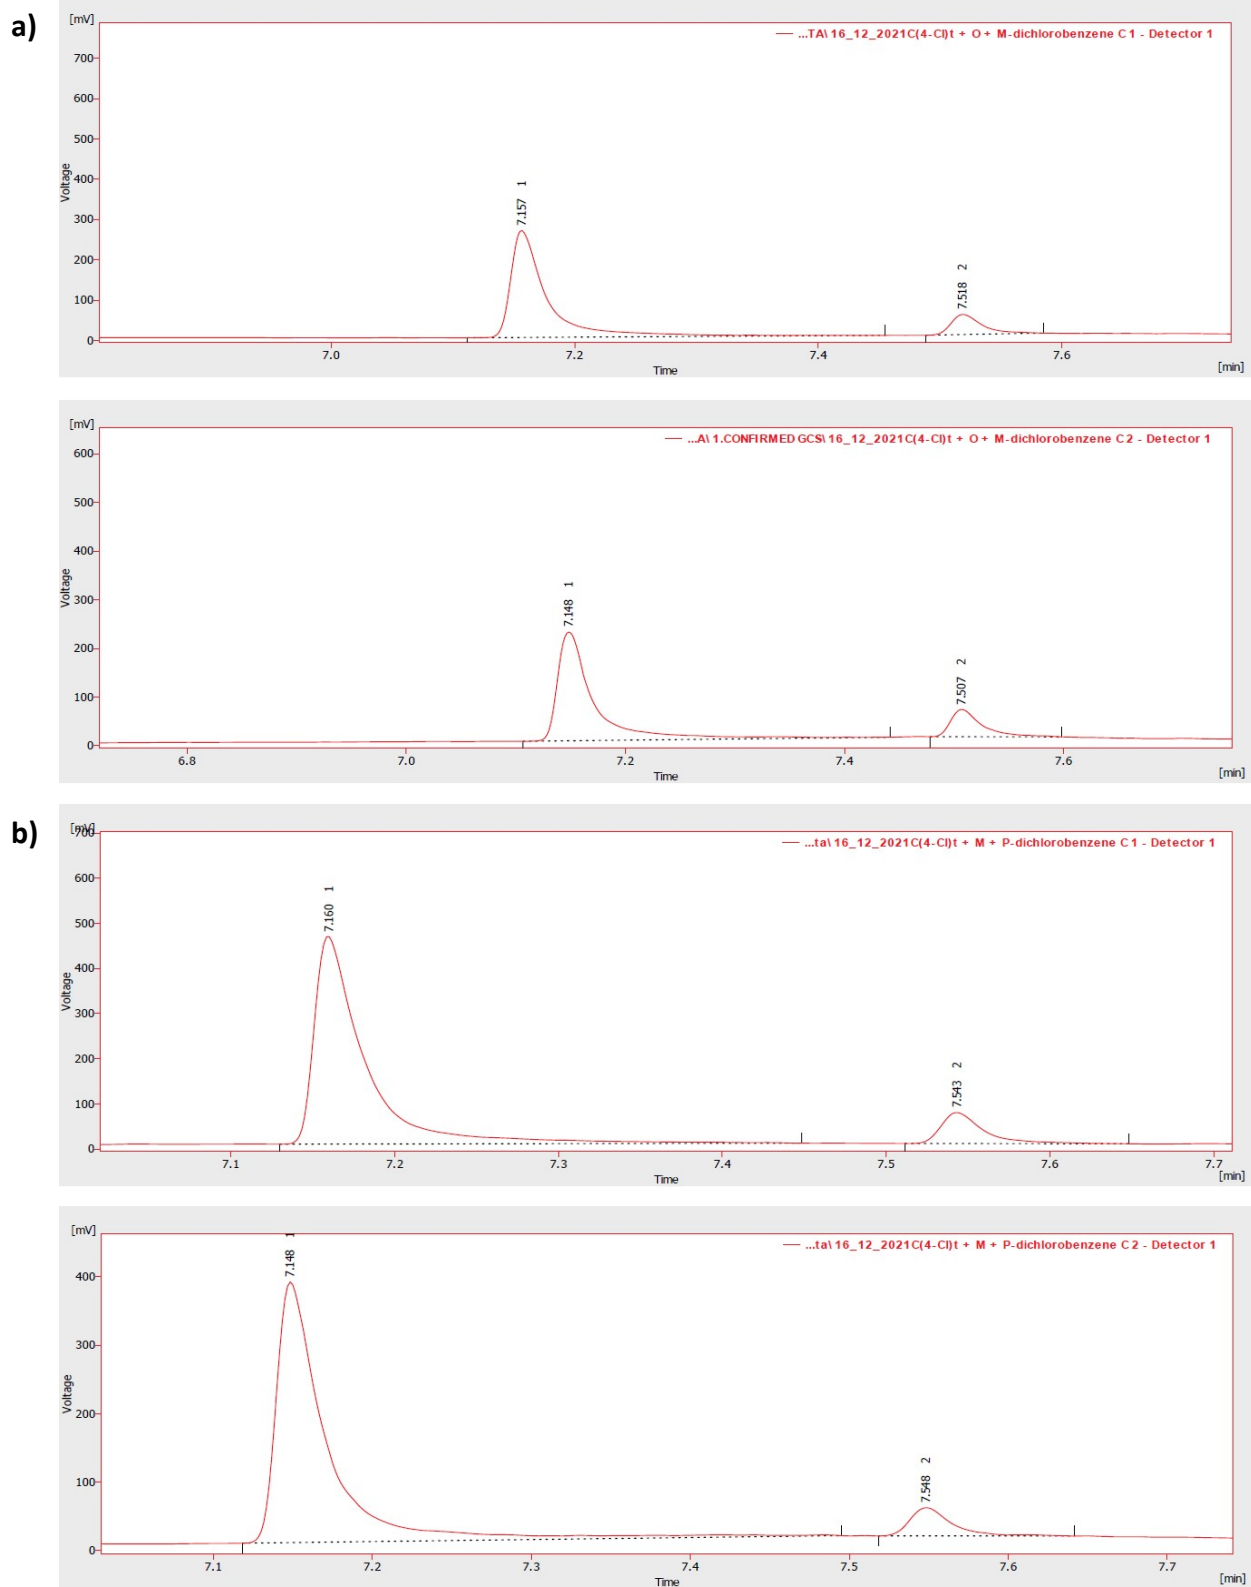 a)
[mV]
...TA\ 16_12_2021C(4-Cl)t + O + M-dichlorobenzene C 1 - Detector 1
700
600
500
400
300
200
100
0
Voltage
7.157 1
7.518 2
7.0 7.2 7.4 7.6
Time
[min]
[mV]
...A\ 1.CONFIRMED GCS\ 16_12_2021C(4-Cl)t + O + M-dichlorobenzene C 2 - Detector 1
600
500
400
300
200
100
0
Voltage
7.148 1
7.507 2
6.8 7.0 7.2 7.4 7.6
Time
[min]
b)
[mV]
...ta\ 16_12_2021C(4-Cl)t + M + P-dichlorobenzene C 1 - Detector 1
700
600
500
400
300
200
100
0
Voltage
7.160 1
7.543 2
7.1 7.2 7.3 7.4 7.5 7.6 7.7
Time
[min]
[mV]
...ta\ 16_12_2021C(4-Cl)t + M + P-dichlorobenzene C 2 - Detector 1
400
300
200
100
0
Voltage
7.148 1
7.548 2
7.1 7.2 7.3 7.4 7.5 7.6 7.7
Time
[min]